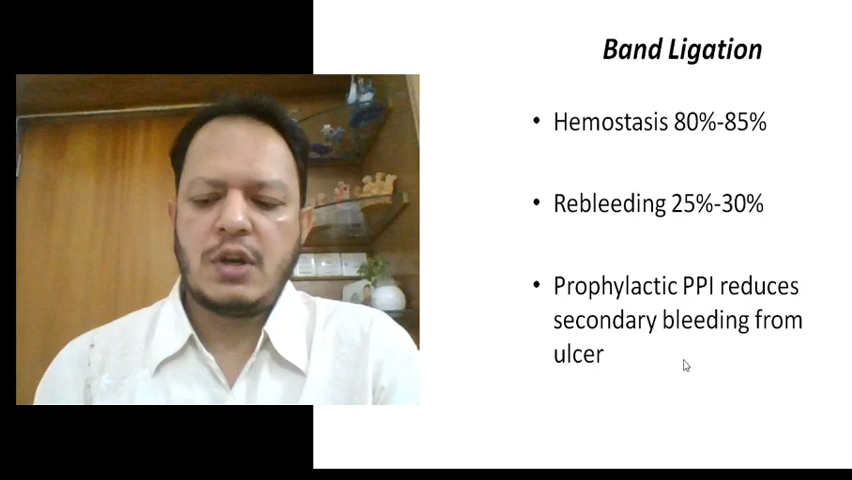 Band Ligation
• Hemostasis 80%-85%
• Rebleeding 25%-30%
• Prophylactic PPI reduces
secondary bleeding from
ulcer